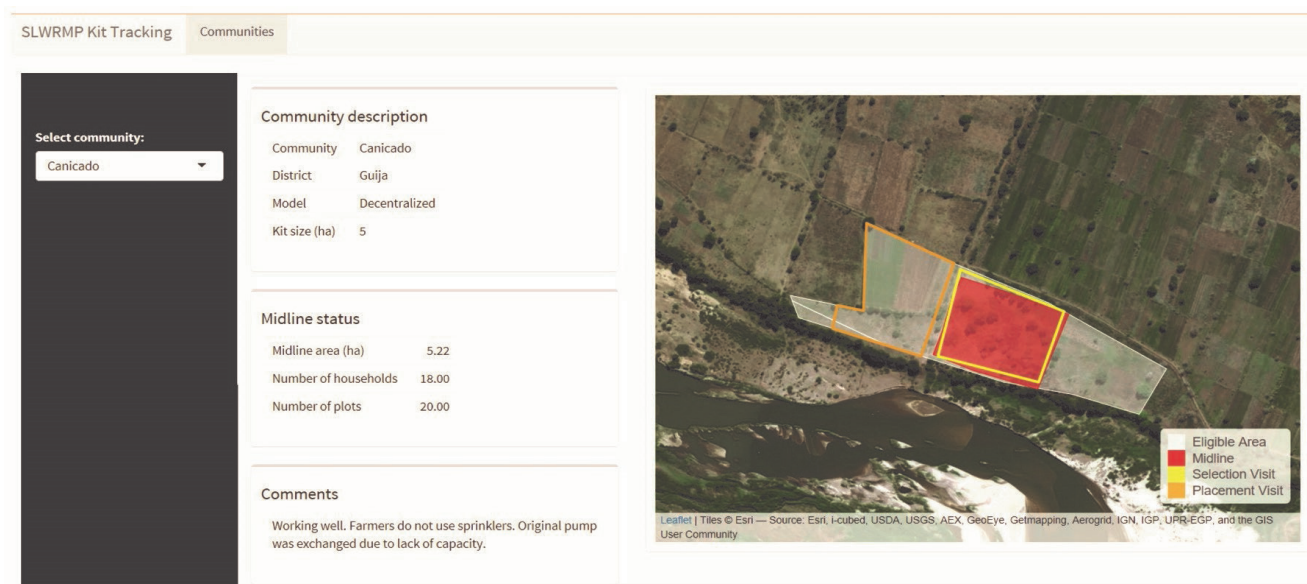 SLWRMP Kit Tracking
Communities
Select community:
Canicado
Community description
Community Canicado
District Guija
Model Decentralized
Kit size (ha) 5
Midline status
Midline area (ha) 5.22
Number of households 18.00
Number of plots 20.00
Comments
Working well. Farmers do not use sprinklers. Original pump
was exchanged due to lack of capacity.
Eligible Area
Midline
Selection Visit
Placement Visit
Leaflet | Tiles © Esri — Source: Esri, i-cubed, USDA, USGS, AEX, GeoEye, Getmapping, Aerogrid, IGN, IGP, UPR-EGP, and the GIS
User Community